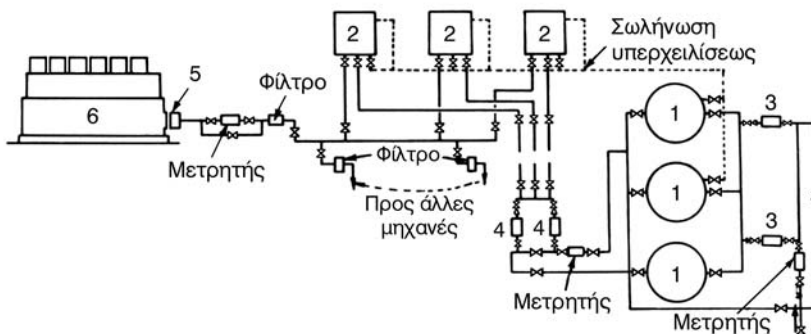 2
2
2
Σωλήνωση
υπερχειλίσεως
5
Φίλτρο
6
Μετρητής
1
3
Φίλτρο
Προς άλλες
μηχανές
1
4
4
3
1
Μετρητής
Μετρητής